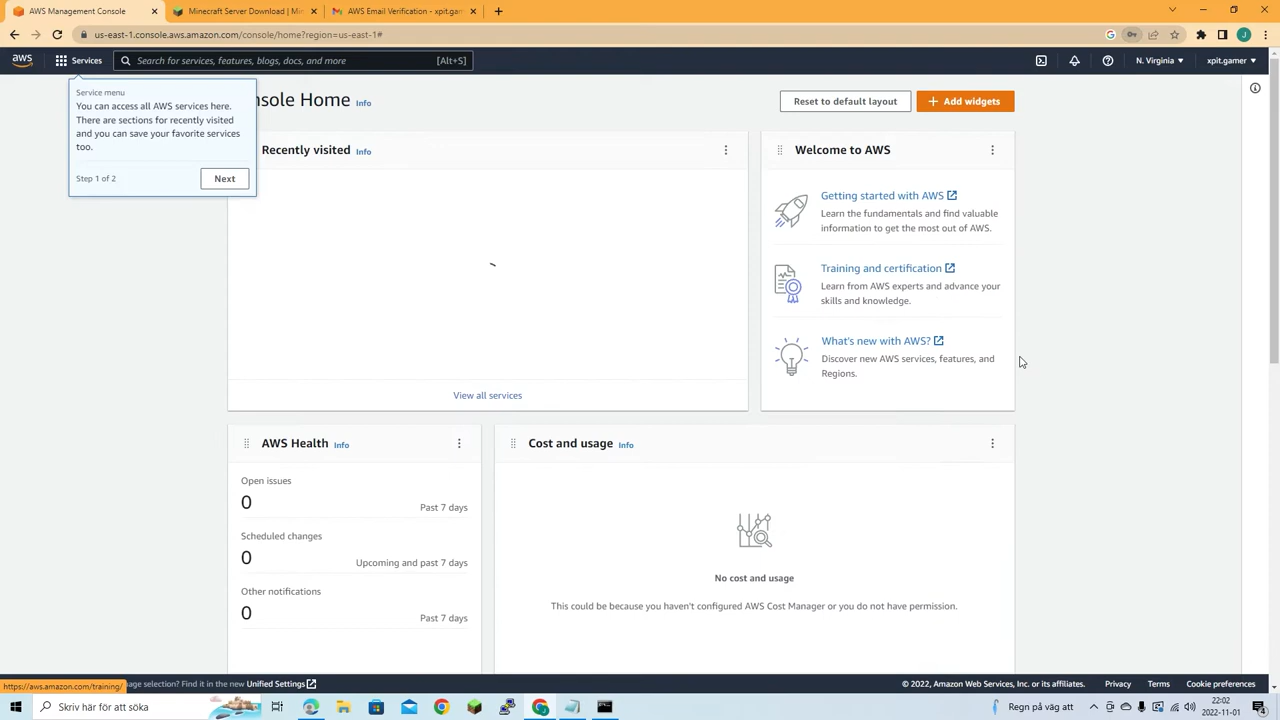 AWS Management Console
Minecraft Server Download | Min
AWS Email Verification - xpit.gam
us-east-1.console.aws.amazon.com/console/home?region=us-east-1#
J
aws
Services
Search for services, features, blogs, docs, and more
[Alt+S]
N. Virginia
xpit.gamer
Service menu
You can access all AWS services here.
There are sections for recently visited
and you can save your favorite services
too.
Step 1 of 2
Next
nsole Home
Info
Reset to default layout
Add widgets
Recently visited
Info
View all services
Welcome to AWS
Getting started with AWS
Learn the fundamentals and find valuable
information to get the most out of AWS.
Training and certification
Learn from AWS experts and advance your
skills and knowledge.
What's new with AWS?
Discover new AWS services, features, and
Regions.
AWS Health
Info
Open issues
0
Past 7 days
Scheduled changes
0
Upcoming and past 7 days
Other notifications
0
Past 7 days
Cost and usage
Info
No cost and usage
This could be because you haven't configured AWS Cost Manager or you do not have permission.
https://aws.amazon.com/training/
uage selection? Find it in the new Unified Settings
© 2022, Amazon Web Services, Inc. or its affiliates.
Privacy
Terms
Cookie preferences
Skriv här för att söka
Regn på väg att
22:02
2022-11-01
4